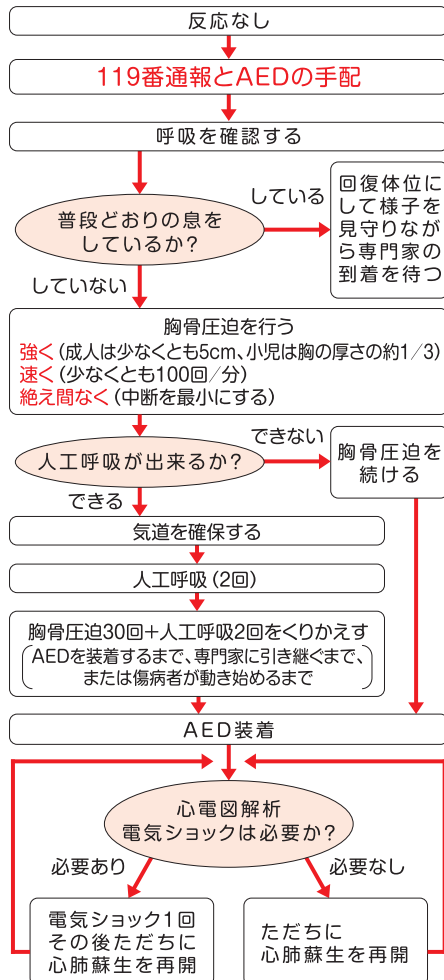 反応なし
119番通報とAEDの手配
呼吸を確認する
普段どおりの息を
しているか?
している
回復体位に
して様子を
見守りなが
ら専門家の
到着を待つ
していない
胸骨圧迫を行う
強く(成人は少なくとも5cm、小児は胸の厚さの約1/3)
速く(少なくとも100回/分)
絶え間なく(中断を最小にする)
人工呼吸が出来るか?
できない
胸骨圧迫を
続ける
できる
気道を確保する
人工呼吸(2回)
胸骨圧迫30回+人工呼吸2回をくりかえす
(AEDを装着するまで、専門家に引き継ぐまで、
または傷病者が動き始めるまで)
AED装着
心電図解析
電気ショックは必要か?
必要あり
必要なし
電気ショック1回
その後ただちに
心肺蘇生を再開
ただちに
心肺蘇生を再開